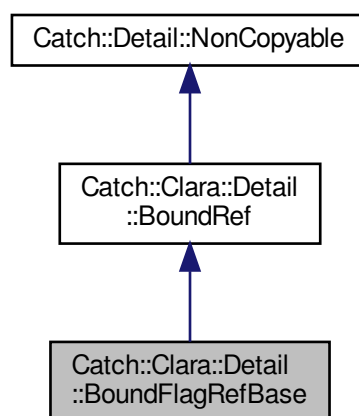 Catch::Detail::NonCopyable
Catch::Clara::Detail
::BoundRef
Catch::Clara::Detail
::BoundFlagRefBase